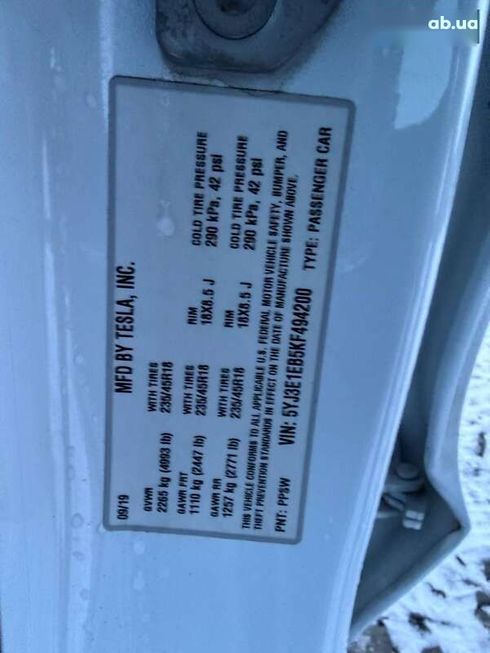 ab.ua
MFD BY TESLA, INC.
09/19
GVWR WITH TIRES RIM COLD TIRE PRESSURE
2265 kg (4993 lb) 235/45R18 18X8.5 J 290 kPa, 42 psi
GAWR FRT WITH TIRES RIM COLD TIRE PRESSURE
1110 kg (2447 lb) 235/45R18 18X8.5 J 290 kPa, 42 psi
GAWR RR WITH TIRES
1257 kg (2771 lb) 235/45R18
THIS VEHICLE CONFORMS TO ALL APPLICABLE U.S. FEDERAL MOTOR VEHICLE SAFETY, BUMPER, AND
THEFT PREVENTION STANDARDS IN EFFECT ON THE DATE OF MANUFACTURE SHOWN ABOVE.
VIN: 5YJ3E1EB5KF494200 TYPE: PASSENGER CAR
PNT: PPSW